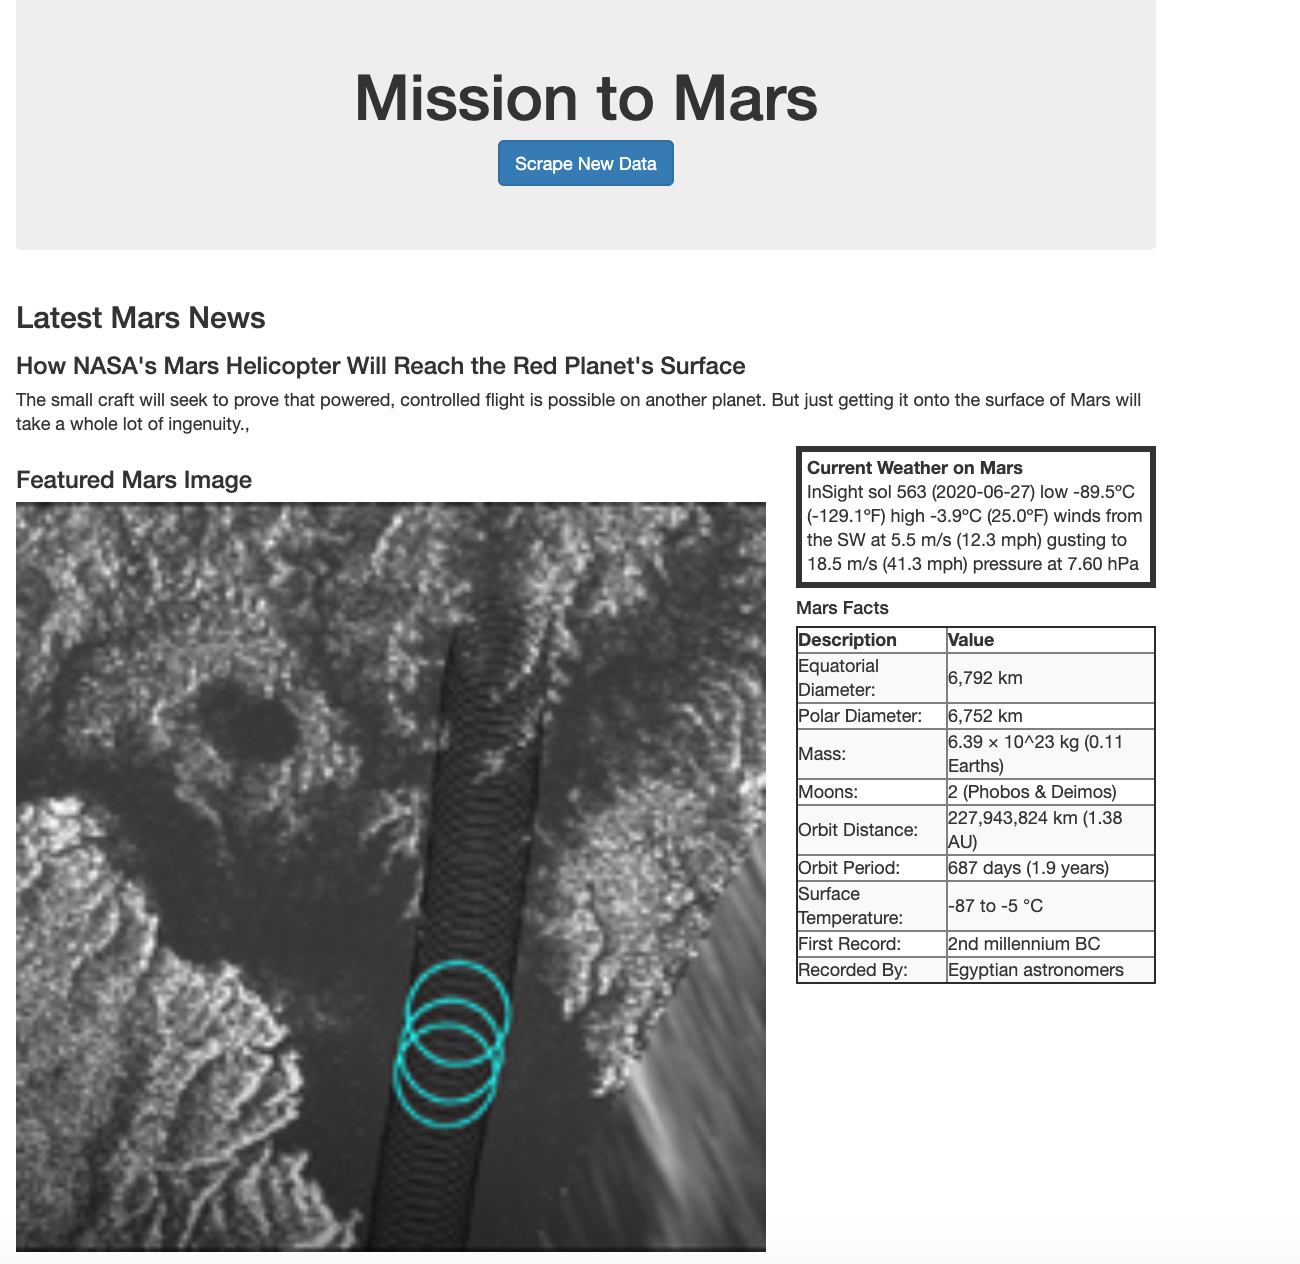 Mission to Mars
Scrape New Data
Latest Mars News
How NASA's Mars Helicopter Will Reach the Red Planet's Surface
The small craft will seek to prove that powered, controlled flight is possible on another planet. But just getting it onto the surface of Mars will
take a whole lot of ingenuity.,
Featured Mars Image
Current Weather on Mars
InSight sol 563 (2020-06-27) low -89.5ºC
(-129.1ºF) high -3.9ºC (25.0ºF) winds from
the SW at 5.5 m/s (12.3 mph) gusting to
18.5 m/s (41.3 mph) pressure at 7.60 hPa
Mars Facts
Description Value
Equatorial
Diameter: 6,792 km
Polar Diameter: 6,752 km
Mass: 6.39 × 10^23 kg (0.11
Earths)
Moons: 2 (Phobos & Deimos)
Orbit Distance: 227,943,824 km (1.38
AU)
Orbit Period: 687 days (1.9 years)
Surface
Temperature: -87 to -5 °C
First Record: 2nd millennium BC
Recorded By: Egyptian astronomers